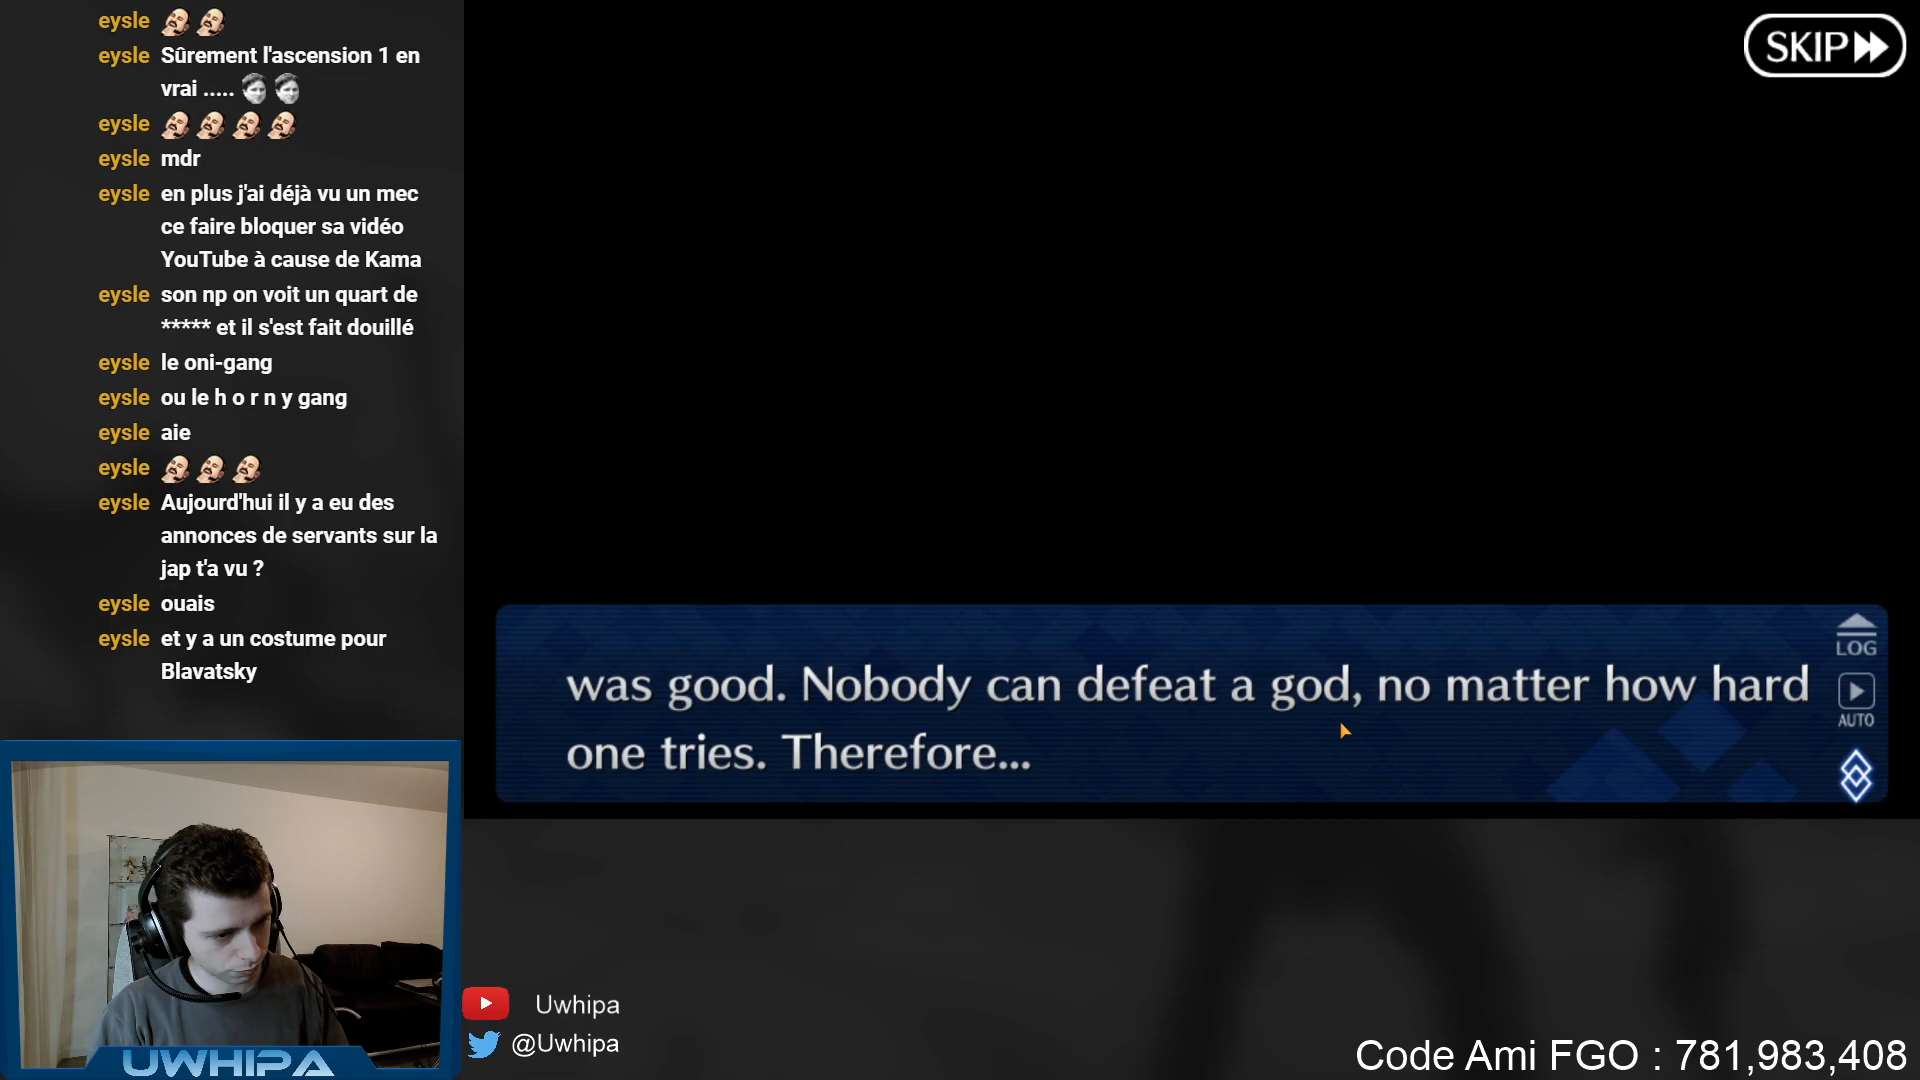 eysle
eysle Sûrement l'ascension 1 en
vrai .....
eysle
eysle mdr
eysle en plus j'ai déjà vu un mec
ce faire bloquer sa vidéo
YouTube à cause de Kama
eysle son np on voit un quart de
***** et il s'est fait douillé
eysle le oni-gang
eysle ou le h o r n y gang
eysle aie
eysle
eysle Aujourd'hui il y a eu des
annonces de servants sur la
jap t'a vu ?
eysle ouais
eysle et y a un costume pour
Blavatsky
SKIP
was good. Nobody can defeat a god, no matter how hard
one tries. Therefore...
LOG
AUTO
UWHIPA
Uwhipa
@Uwhipa
Code Ami FGO : 781,983,408